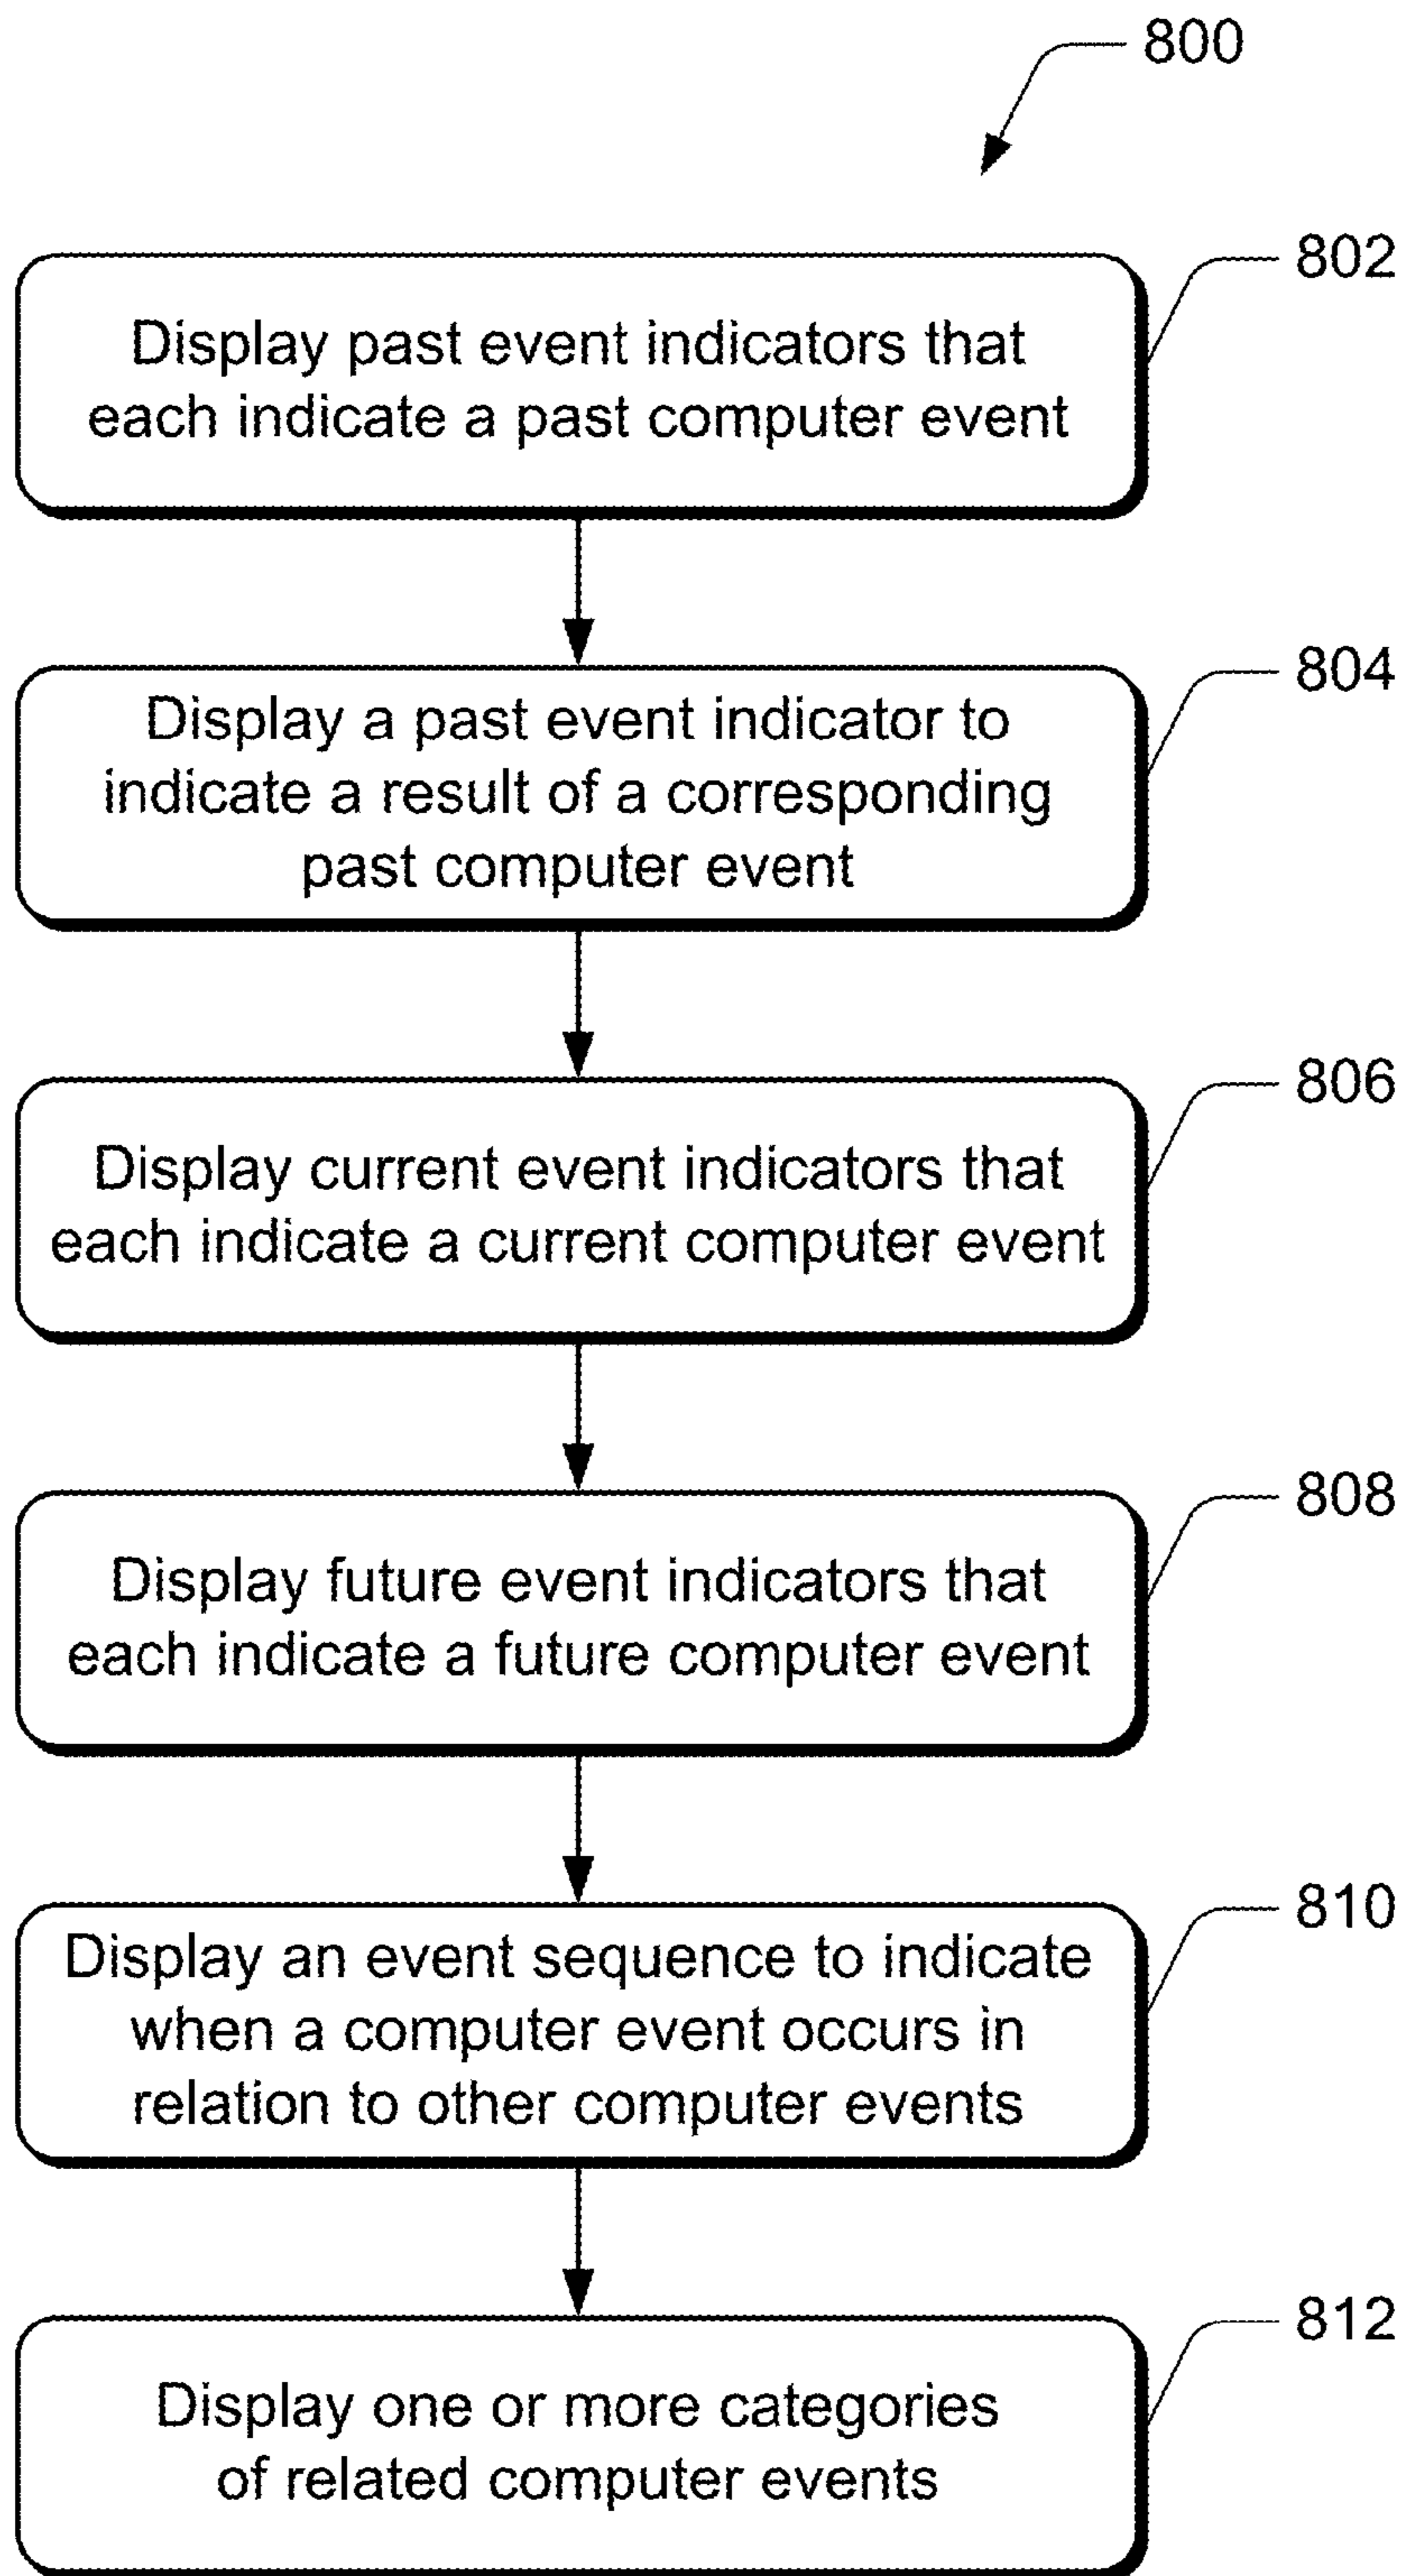 800
802
Display past event indicators that
each indicate a past computer event
804
Display a past event indicator to
indicate a result of a corresponding
past computer event
806
Display current event indicators that
each indicate a current computer event
808
Display future event indicators that
each indicate a future computer event
810
Display an event sequence to indicate
when a computer event occurs in
relation to other computer events
812
Display one or more categories
of related computer events